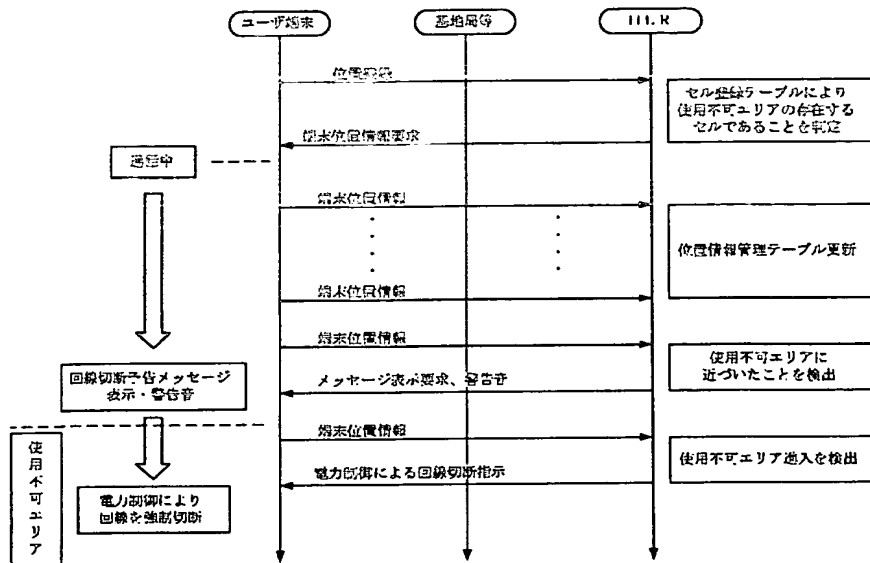 ユーザ端末
基地局等
HLR
位置登録
セル登録テーブルにより
使用不可エリアの存在する
セルであることを判定
端末位置情報要求
通話中
端末位置情報
位置情報管理テーブル更新
端末位置情報
端末位置情報
使用不可エリアに
近づいたことを検出
回線切断予告メッセージ
表示・警告音
メッセージ表示要求、警告音
端末位置情報
使用不可エリア進入を検出
使用不可エリア
電力制御による回線切断指示
電力制御により
回線を強制切断